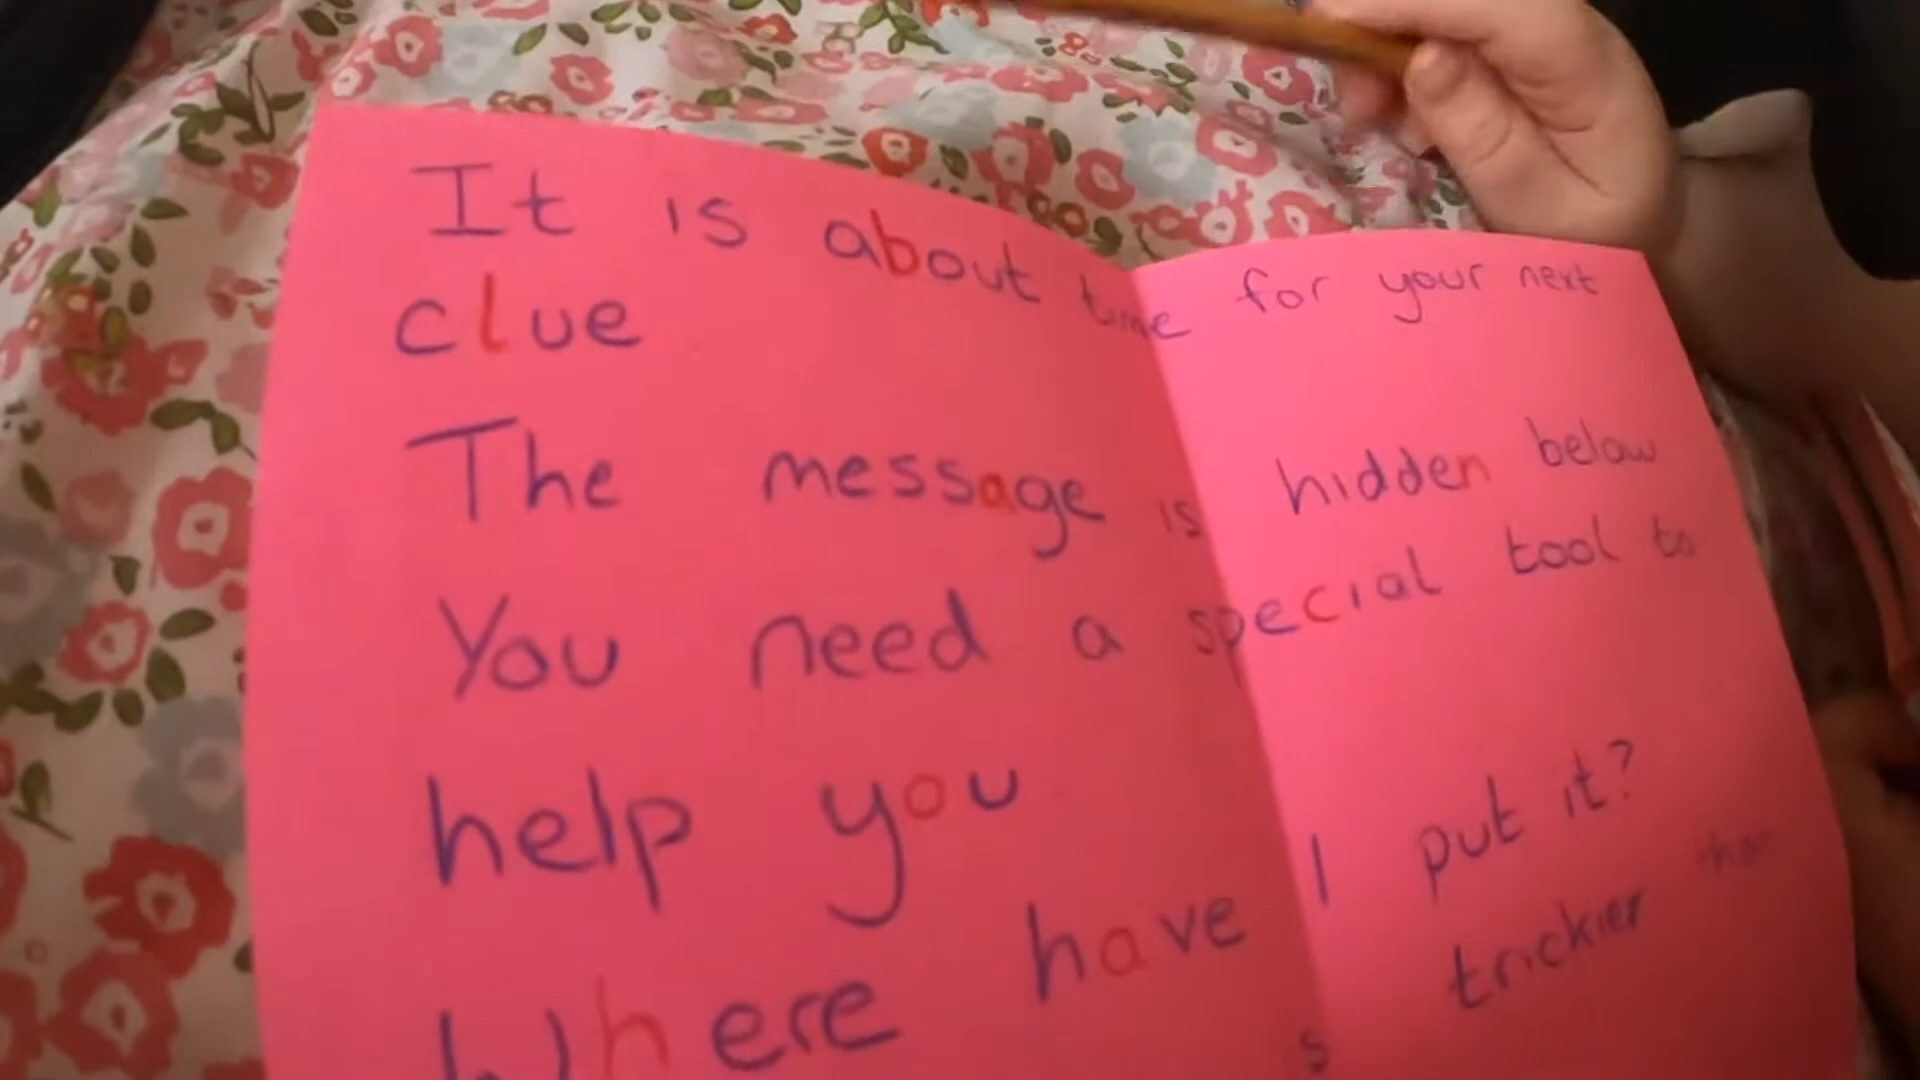 It is about time for your next
clue
The message is hidden below
You need a special tool to
help you
Where have I put it?
trickier